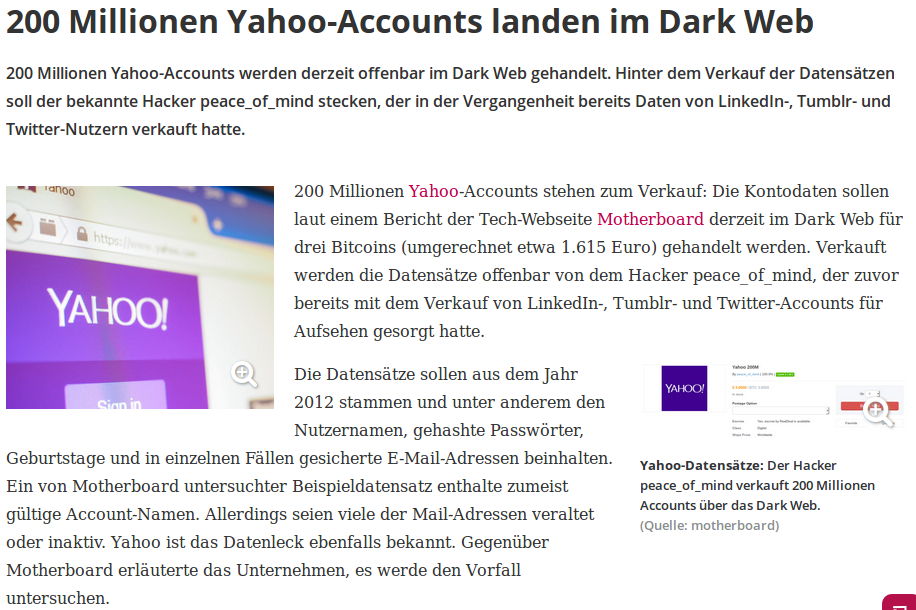 200 Millionen Yahoo-Accounts landen im Dark Web
200 Millionen Yahoo-Accounts werden derzeit offenbar im Dark Web gehandelt. Hinter dem Verkauf der Datensätzen
soll der bekannte Hacker peace_of_mind stecken, der in der Vergangenheit bereits Daten von LinkedIn-, Tumblr- und
Twitter-Nutzern verkauft hatte.
Yahoo
https://www.yahoo.com
YAHOO!
Sign in
200 Millionen Yahoo-Accounts stehen zum Verkauf: Die Kontodaten sollen
laut einem Bericht der Tech-Webseite Motherboard derzeit im Dark Web für
drei Bitcoins (umgerechnet etwa 1.615 Euro) gehandelt werden. Verkauft
werden die Datensätze offenbar von dem Hacker peace_of_mind, der zuvor
bereits mit dem Verkauf von LinkedIn-, Tumblr- und Twitter-Accounts für
Aufsehen gesorgt hatte.
Die Datensätze sollen aus dem Jahr
2012 stammen und unter anderem den
Nutzernamen, gehashte Passwörter,
Geburtstage und in einzelnen Fällen gesicherte E-Mail-Adressen beinhalten.
Ein von Motherboard untersuchter Beispieldatensatz enthalte zumeist
gültige Account-Namen. Allerdings seien viele der Mail-Adressen veraltet
oder inaktiv. Yahoo ist das Datenleck ebenfalls bekannt. Gegenüber
Motherboard erläuterte das Unternehmen, es werde den Vorfall
untersuchen.
YAHOO!
Yahoo 200M
Yahoo-Datensätze: Der Hacker
peace_of_mind verkauft 200 Millionen
Accounts über das Dark Web.
(Quelle: motherboard)